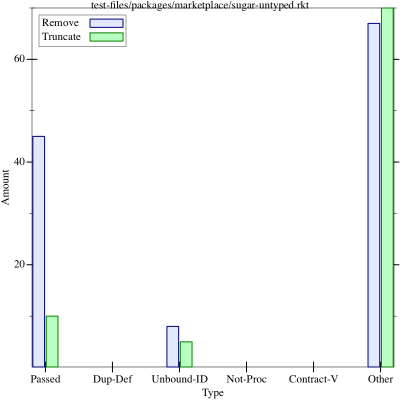 test-files/packages/marketplace/sugar-untyped.rkt
Remove
Truncate
60
40
20
Amount
Passed Dup-Def Unbound-ID Not-Proc Contract-V Other
Type